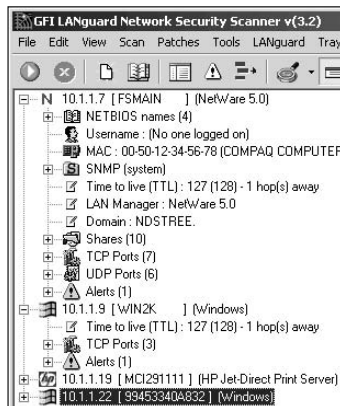 GFI LANguard Network Security Scanner v(3.2)
File Edit View Scan Patches Tools LANguard Tray
N 10.1.1.7 [ FSMAIN ] (NetWare 5.0)
NETBIOS names (4)
Username : (No one logged on)
MAC : 00-50-12-34-56-78 (COMPAQ COMPUTER
SNMP (system)
Time to live (TTL) : 127 (128) - 1 hop(s) away
LAN Manager : NetWare 5.0
Domain : NDSTREE.
Shares (10)
TCP Ports (7)
UDP Ports (6)
Alerts (1)
10.1.1.9 [ WIN2K ] (Windows)
Time to live (TTL) : 127 (128) - 1 hop(s) away
TCP Ports (3)
Alerts (1)
hp 10.1.1.19 [ MCI291111 ] (HP Jet-Direct Print Server)
10.1.1.22 [ 99453340A832 ] (Windows)